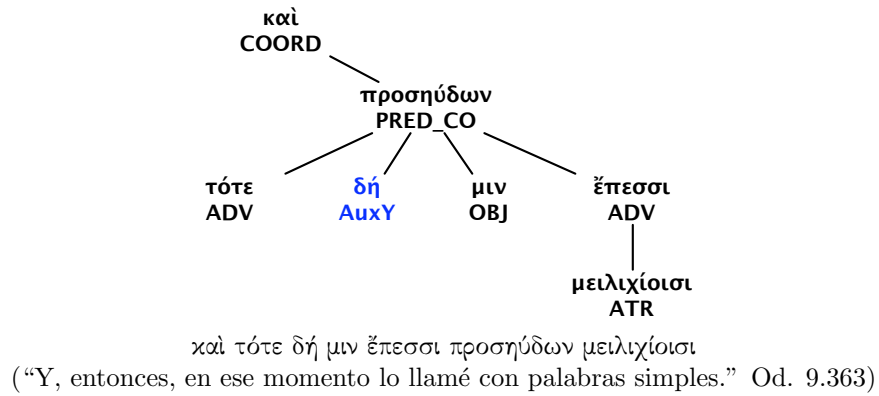 καὶ
COORD
προσηύδων
PRED_CO
τότε δή μιν ἔπεσσι
ADV AuxY OBJ ADV
μειλιχίοισι
ATR
καὶ τότε δή μιν ἔπεσσι προσηύδων μειλιχίοισι
(“Y, entonces, en ese momento lo llamé con palabras simples.” Od. 9.363)